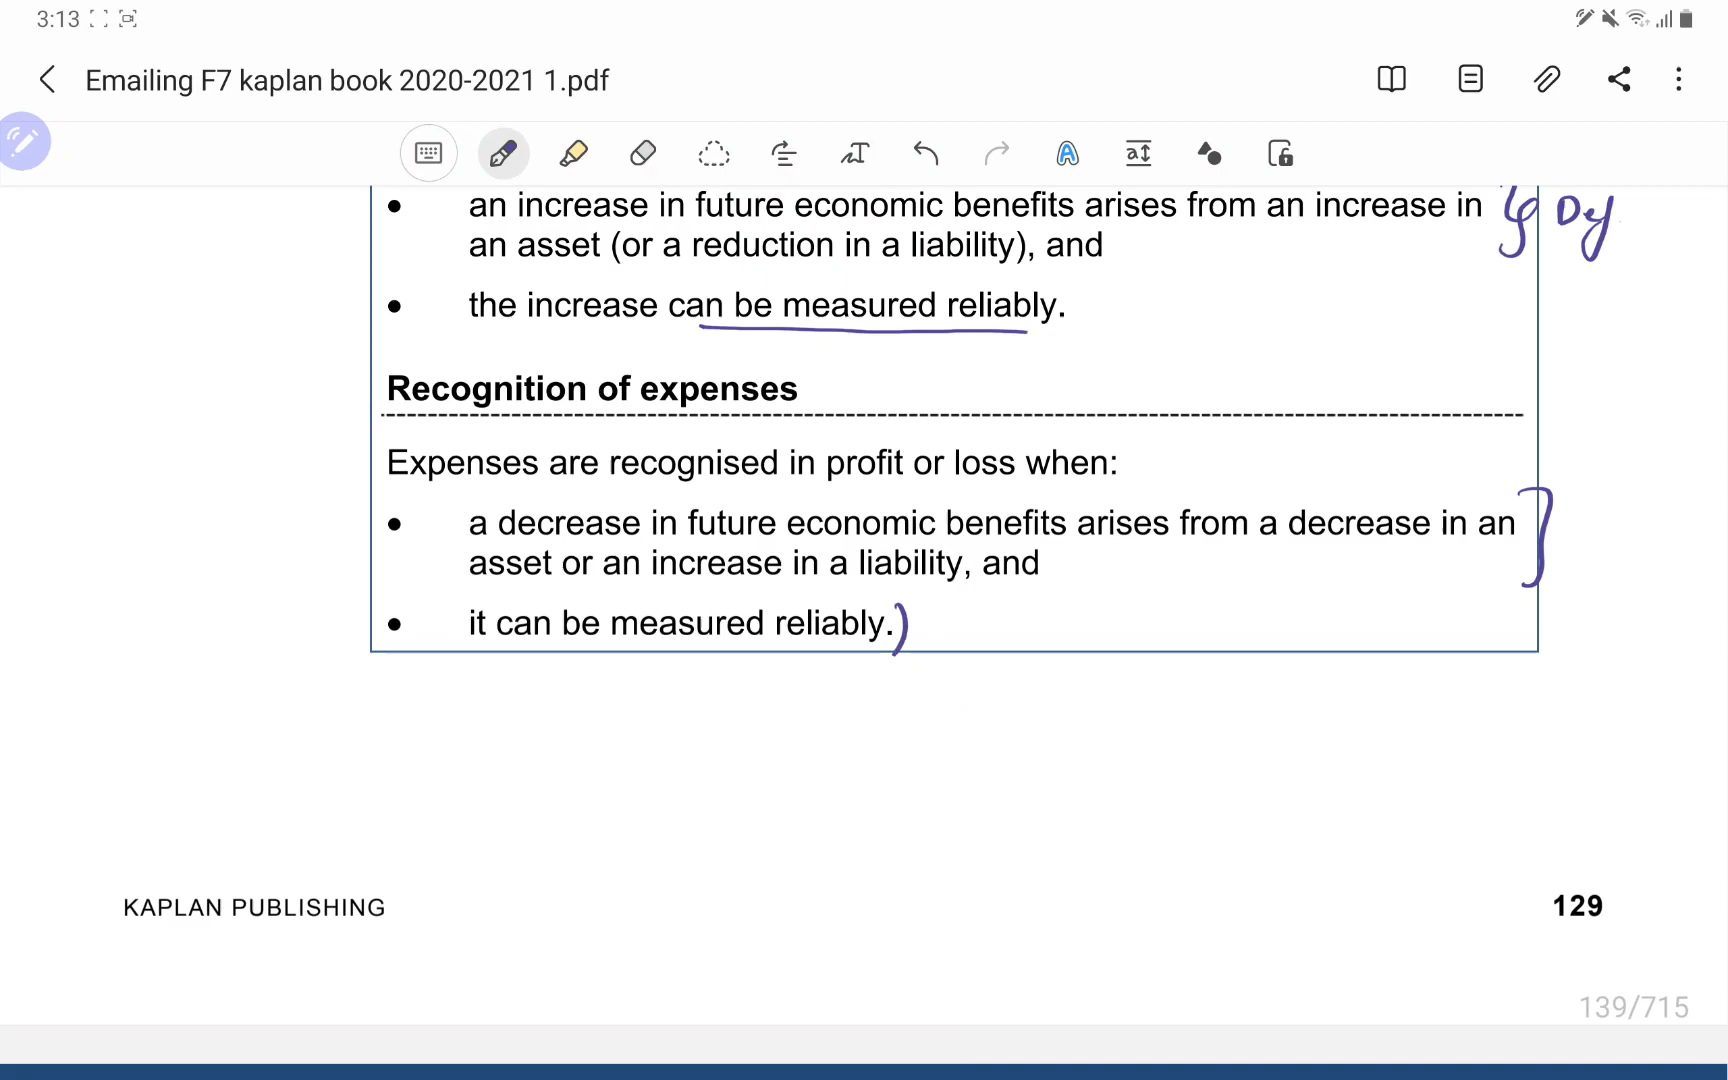 3:13
Emailing F7 kaplan book 2020-2021 1.pdf
• an increase in future economic benefits arises from an increase in
an asset (or a reduction in a liability), and
• the increase can be measured reliably.
Recognition of expenses
Expenses are recognised in profit or loss when:
• a decrease in future economic benefits arises from a decrease in an
asset or an increase in a liability, and
• it can be measured reliably.
KAPLAN PUBLISHING
129
139/715